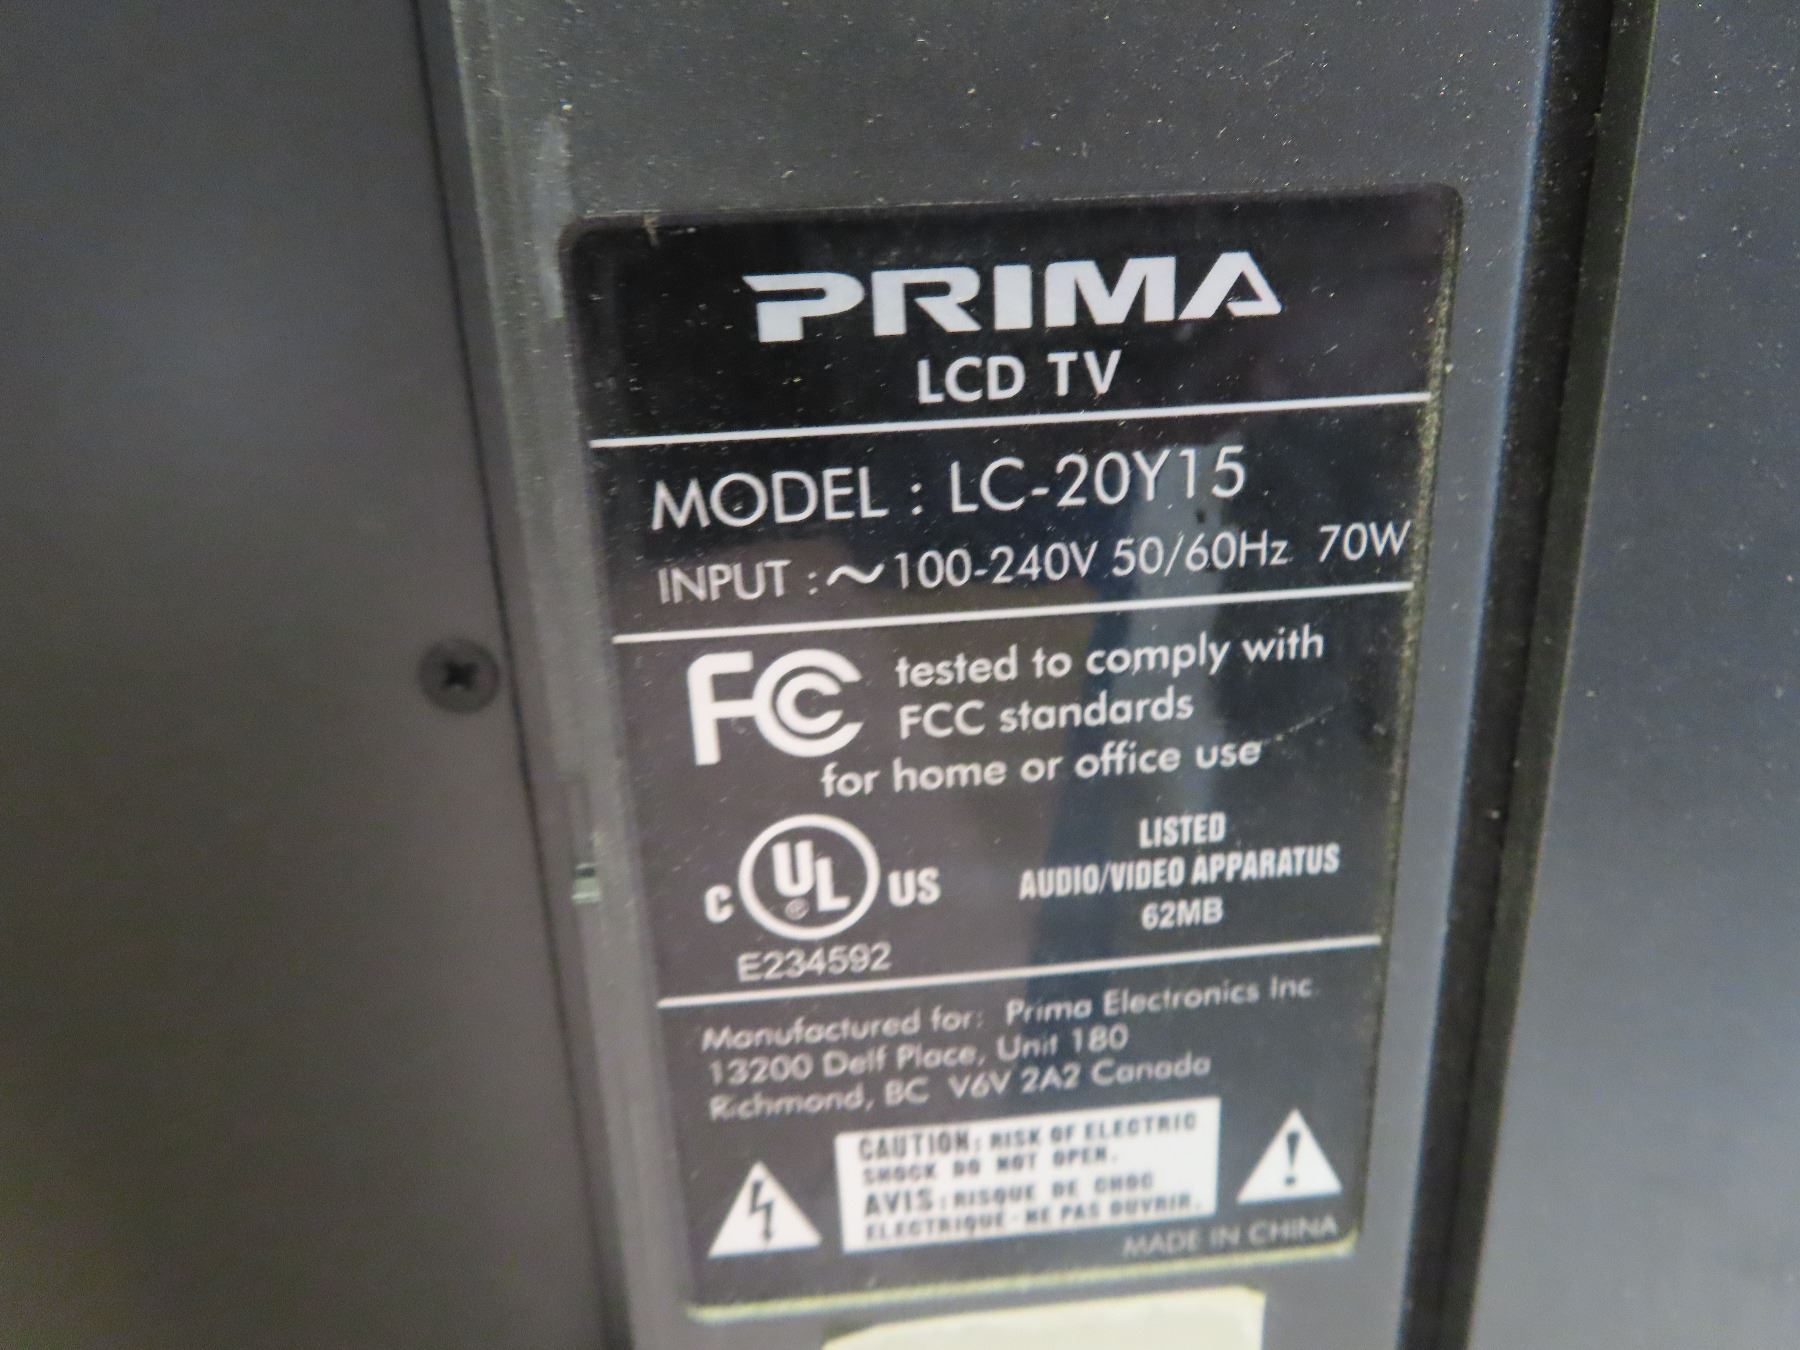 PRIMA
LCD TV
MODEL : LC-20Y15
INPUT : ~100-240V 50/60Hz 70W
FC tested to comply with
FCC standards
for home or office use
C UL US
LISTED
AUDIO/VIDEO APPARATUS
62MB
E234592
Manufactured for: Prima Electronics Inc.
13200 Delf Place, Unit 180
Richmond, BC V6V 2A2 Canada
CAUTION: RISK OF ELECTRIC
SHOCK DO NOT OPEN.
AVIS: RISQUE DE CHOC
ELECTRIQUE-NE PAS OUVRIR.
MADE IN CHINA